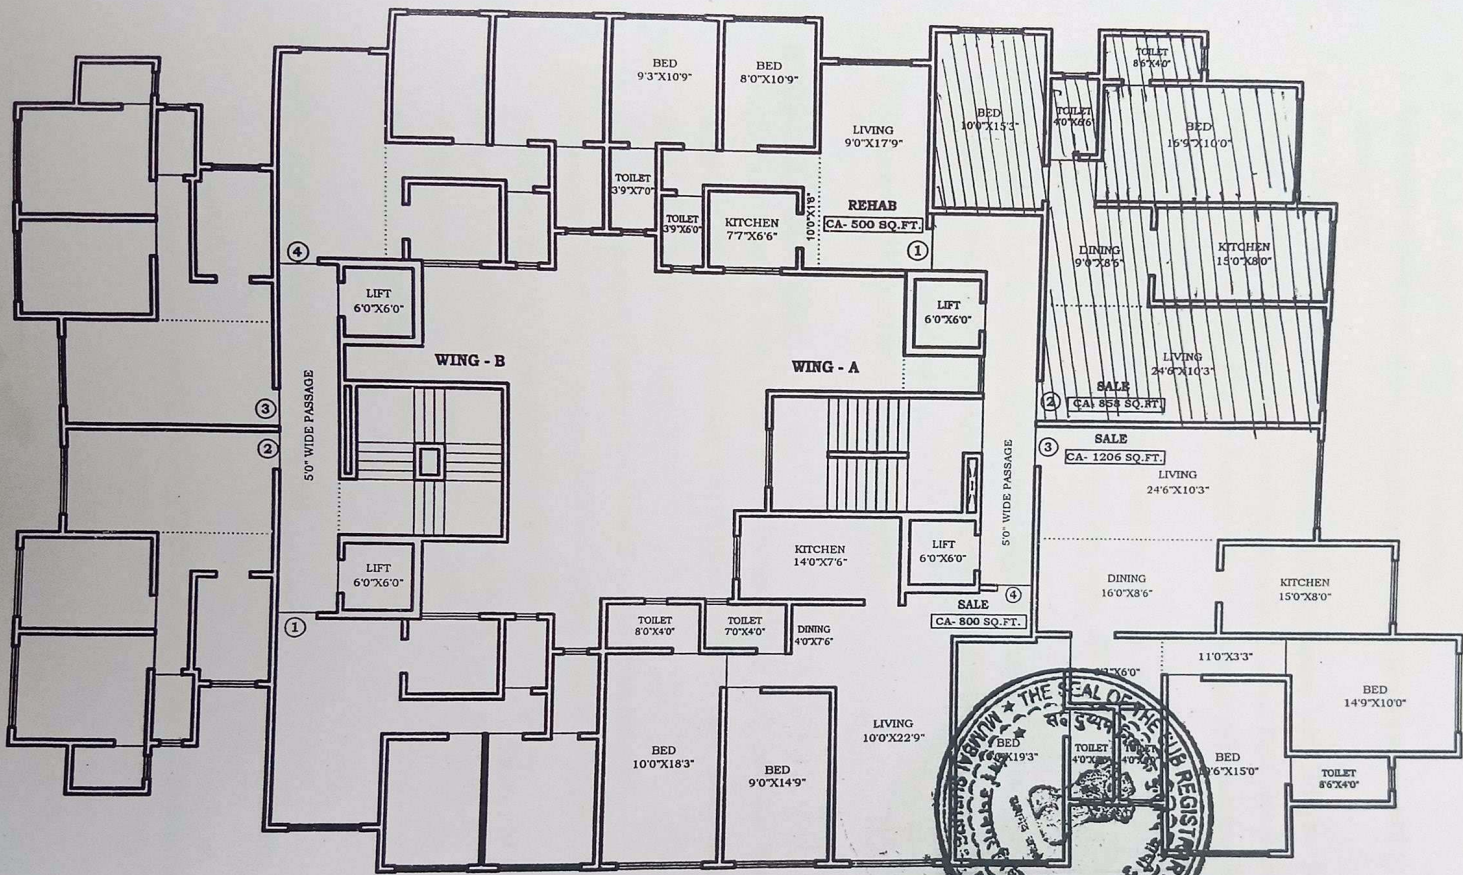 BED
9'3"X10'9"
BED
8'0"X10'9"
LIVING
9'0"X17'9"
BED
10'0"X15'3"
TOILET
4'0"X6'6"
TOILET
8'6"X4'0"
BED
16'9"X10'0"
TOILET
3'9"X7'0"
TOILET
3'9"X6'0"
KITCHEN
7'7"X6'6"
10'0"X1'8"
REHAB
CA- 500 SQ.FT.
1
DINING
9'0"X8'6"
KITCHEN
15'0"X8'0"
4
LIFT
6'0"X6'0"
LIFT
6'0"X6'0"
WING - B
WING - A
LIVING
24'6"X10'3"
SALE
2
CA- 858 SQ.FT.
3
2
5'0" WIDE PASSAGE
5'0" WIDE PASSAGE
3
SALE
CA- 1206 SQ.FT.
LIVING
24'6"X10'3"
KITCHEN
14'0"X7'6"
LIFT
6'0"X6'0"
LIFT
6'0"X6'0"
DINING
16'0"X8'6"
KITCHEN
15'0"X8'0"
4
SALE
CA- 800 SQ.FT.
1
TOILET
8'0"X4'0"
TOILET
7'0"X4'0"
DINING
4'0"X7'6"
11'0"X3'3"
BED
14'9"X10'0"
LIVING
10'0"X22'9"
BED
10'0"X18'3"
BED
9'0"X14'9"
BED
TOILET
TOILET
BED
TOILET
8'6"X4'0"
THE SEAL OF THE SUB REGISTRAR
MUMBAI